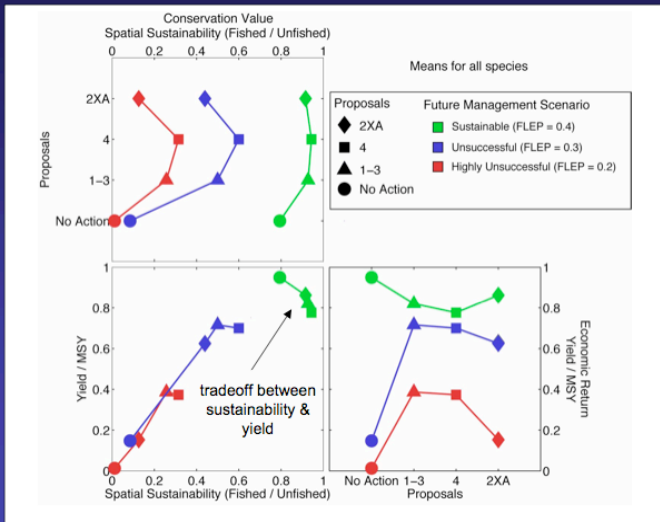 Conservation Value
Spatial Sustainability (Fished / Unfished)
0 0.2 0.4 0.6 0.8 1
Proposals
2XA
4
1–3
No Action
Means for all species
Proposals
2XA
4
1–3
No Action
Future Management Scenario
Sustainable (FLEP = 0.4)
Unsuccessful (FLEP = 0.3)
Highly Unsuccessful (FLEP = 0.2)
Yield / MSY
1
0.8
0.6
0.4
0.2
0
tradeoff between
sustainability &
yield
0.2 0.4 0.6 0.8 1
Spatial Sustainability (Fished / Unfished)
1
0.8
0.6
0.4
0.2
0
Economic Return
Yield / MSY
No Action 1–3 4 2XA
Proposals